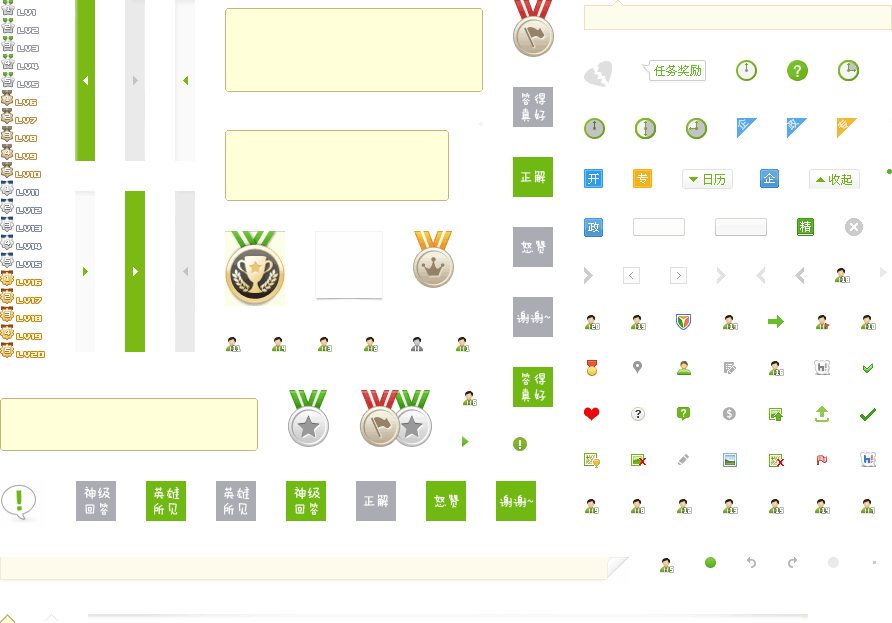 LV1
LV2
LV3
LV4
LV5
LV6
LV7
LV8
LV9
LV10
LV11
LV12
LV13
LV14
LV15
LV16
LV17
LV18
LV19
LV20
任务奖励
答得
真好
正解
开
专
日历
企
收起
怒赞
政
精
谢谢~
答得
真好
神级
回答
英雄
所见
英雄
所见
神级
回答
正解
怒赞
谢谢~